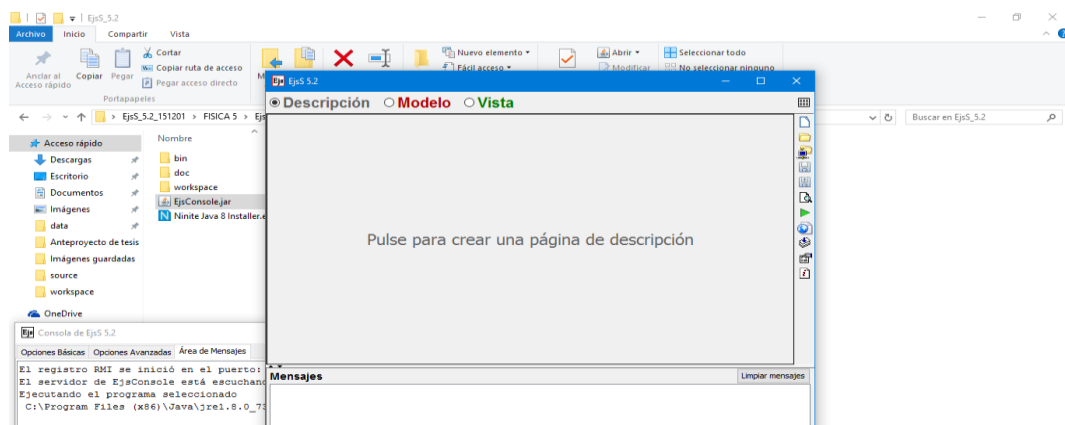 EjsS_5.2
Archivo Inicio Compartir Vista
Anclar al
Acceso rápido
Copiar
Pegar
Cortar
Copiar ruta de acceso
Pegar acceso directo
Portapapeles
Nuevo elemento
Fácil acceso
Abrir
Modificar
Seleccionar todo
No seleccionar ninguno
EjsS_5.2_151201 > FISICA 5 > Ejs
Buscar en EjsS_5.2
Acceso rápido
Descargas
Escritorio
Documentos
Imágenes
data
Anteproyecto de tesis
Imágenes guardadas
source
workspace
OneDrive
Nombre
bin
doc
workspace
EjsConsole.jar
Ninite Java 8 Installer.e
EjsS 5.2
Descripción Modelo Vista
Pulse para crear una página de descripción
Mensajes
Limpiar mensajes
Consola de EjsS 5.2
Opciones Básicas Opciones Avanzadas Área de Mensajes
El registro RMI se inició en el puerto:
El servidor de EjsConsole está escuchand
Ejecutando el programa seleccionado
C:\Program Files (x86)\Java\jre1.8.0_73